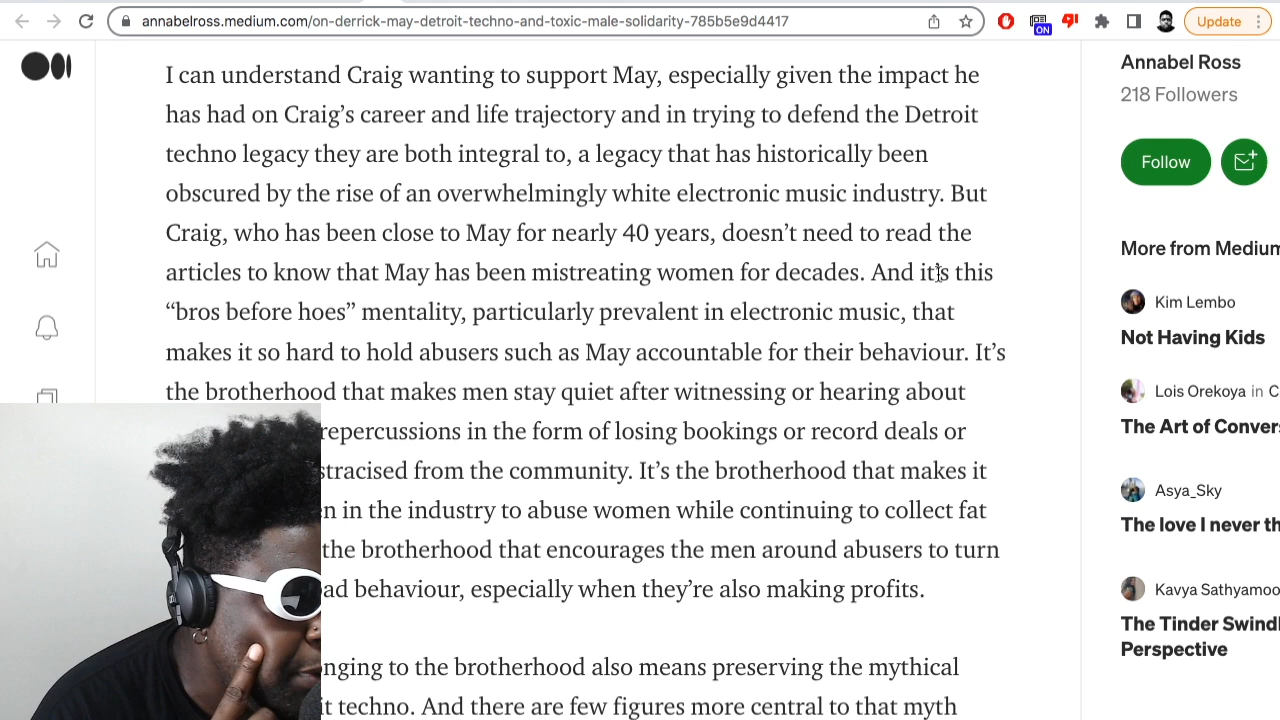 annabelross.medium.com/on-derrick-may-detroit-techno-and-toxic-male-solidarity-785b5e9d4417
ON
Update
I can understand Craig wanting to support May, especially given the impact he
has had on Craig’s career and life trajectory and in trying to defend the Detroit
techno legacy they are both integral to, a legacy that has historically been
obscured by the rise of an overwhelmingly white electronic music industry. But
Craig, who has been close to May for nearly 40 years, doesn’t need to read the
articles to know that May has been mistreating women for decades. And it’s this
“bros before hoes” mentality, particularly prevalent in electronic music, that
makes it so hard to hold abusers such as May accountable for their behaviour. It’s
the brotherhood that makes men stay quiet after witnessing or hearing about
repercussions in the form of losing bookings or record deals or
stracised from the community. It’s the brotherhood that makes it
n in the industry to abuse women while continuing to collect fat
the brotherhood that encourages the men around abusers to turn
ad behaviour, especially when they’re also making profits.
nging to the brotherhood also means preserving the mythical
it techno. And there are few figures more central to that myth
Annabel Ross
218 Followers
Follow
More from Medium
Kim Lembo
Not Having Kids
Lois Orekoya in C
The Art of Conver
Asya_Sky
The love I never th
Kavya Sathyamoo
The Tinder Swindl
Perspective